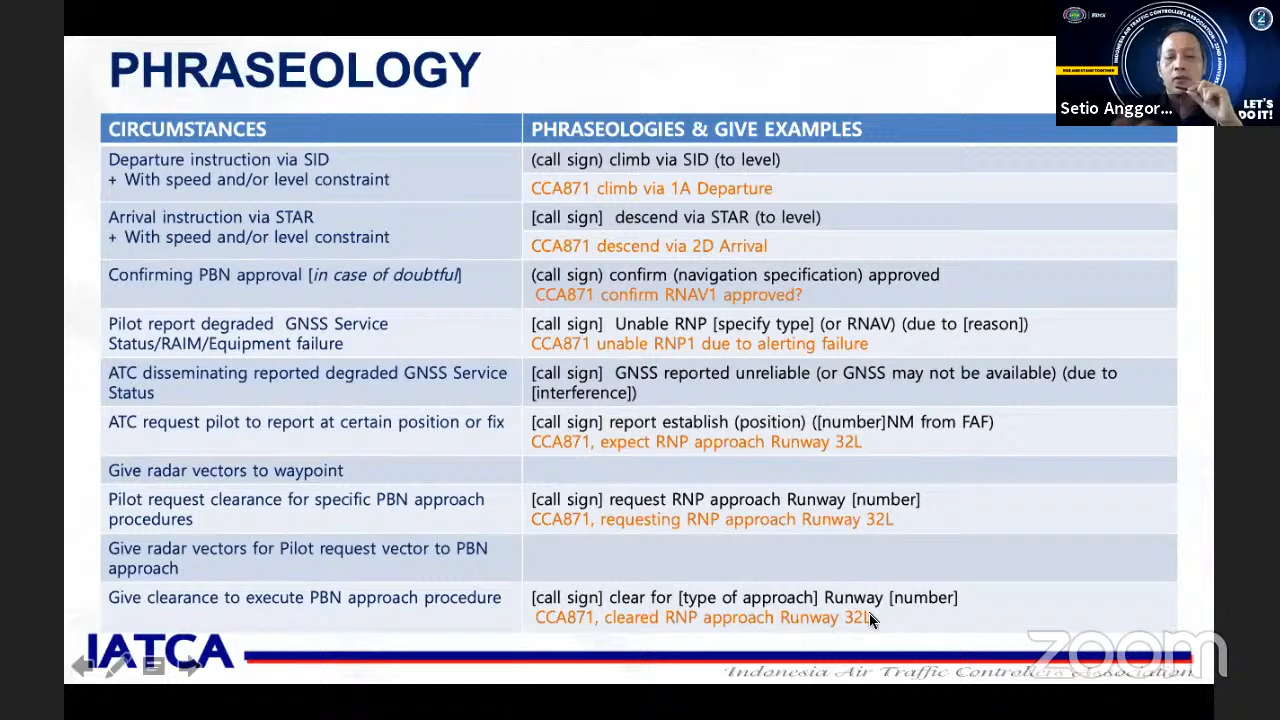 PHRASEOLOGY
CIRCUMSTANCES
PHRASEOLOGIES & GIVE EXAMPLES
Departure instruction via SID
+ With speed and/or level constraint
(call sign) climb via SID (to level)
CCA871 climb via 1A Departure
Arrival instruction via STAR
+ With speed and/or level constraint
[call sign] descend via STAR (to level)
CCA871 descend via 2D Arrival
Confirming PBN approval [in case of doubtful]
(call sign) confirm (navigation specification) approved
CCA871 confirm RNAV1 approved?
Pilot report degraded GNSS Service
Status/RAIM/Equipment failure
[call sign] Unable RNP [specify type] (or RNAV) (due to [reason])
CCA871 unable RNP1 due to alerting failure
ATC disseminating reported degraded GNSS Service
Status
[call sign] GNSS reported unreliable (or GNSS may not be available) (due to
[interference])
ATC request pilot to report at certain position or fix
[call sign] report establish (position) ([number]NM from FAF)
CCA871, expect RNP approach Runway 32L
Give radar vectors to waypoint
Pilot request clearance for specific PBN approach
procedures
[call sign] request RNP approach Runway [number]
CCA871, requesting RNP approach Runway 32L
Give radar vectors for Pilot request vector to PBN
approach
Give clearance to execute PBN approach procedure
[call sign] clear for [type of approach] Runway [number]
CCA871, cleared RNP approach Runway 32L
IATCA
Indonesia Air Traffic Controllers Association
zoom
Setio Anggor...
LET'S
DO IT!
RISE AND STAND TOGETHER
2